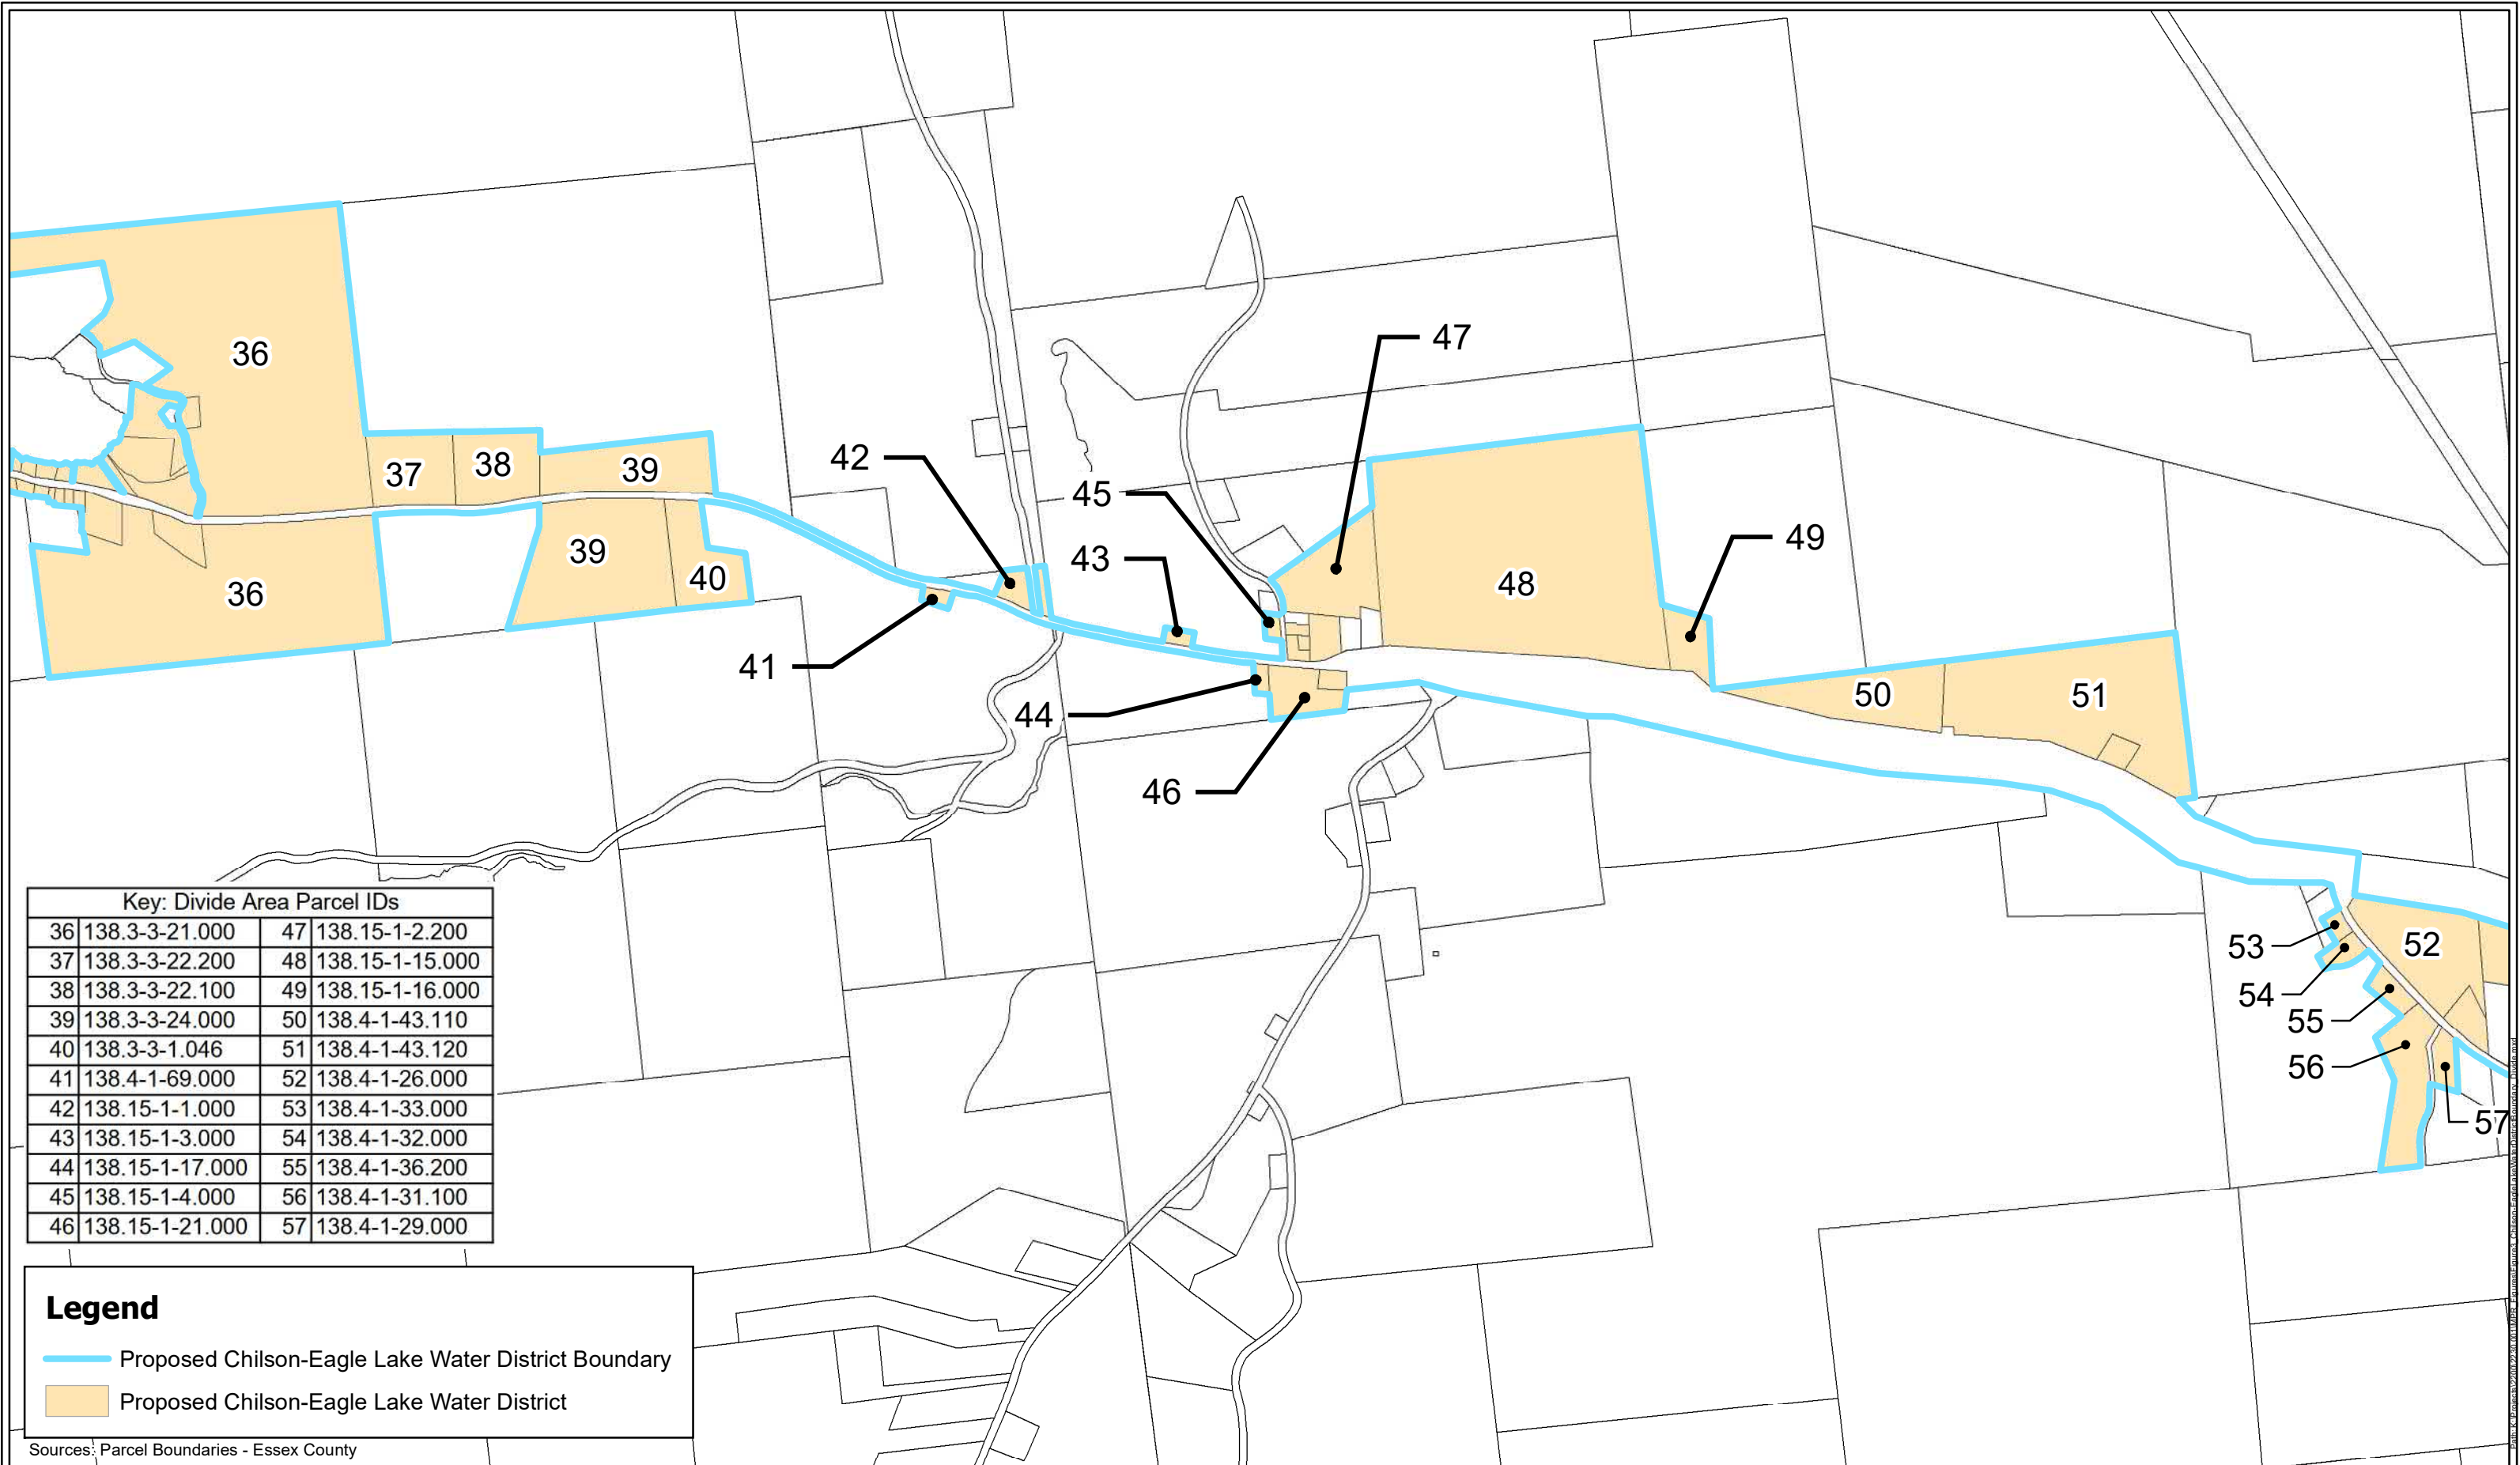 47
36
42
37
38
39
45
49
43
39
40
48
36
41
50
51
44
46
52
53
54
55
56
57
Key: Divide Area Parcel IDs
36 138.3-3-21.000 47 138.15-1-2.200
37 138.3-3-22.200 48 138.15-1-15.000
38 138.3-3-22.100 49 138.15-1-16.000
39 138.3-3-24.000 50 138.4-1-43.110
40 138.3-3-1.046 51 138.4-1-43.120
41 138.4-1-69.000 52 138.4-1-26.000
42 138.15-1-1.000 53 138.4-1-33.000
43 138.15-1-3.000 54 138.4-1-32.000
44 138.15-1-17.000 55 138.4-1-36.200
45 138.15-1-4.000 56 138.4-1-31.100
46 138.15-1-21.000 57 138.4-1-29.000
Legend
Proposed Chilson-Eagle Lake Water District Boundary
Proposed Chilson-Eagle Lake Water District
Sources: Parcel Boundaries - Essex County